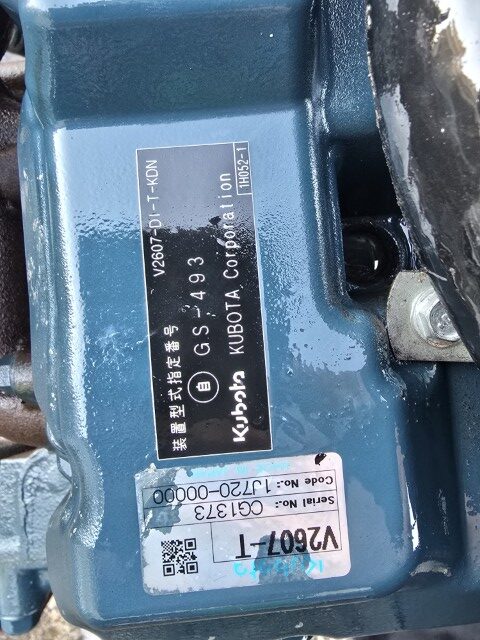 V2607-DI-T-KDN
装置型式指定番号
自 GS-493
Kubota KUBOTA Corporation
1H052-1
V2607-T
Serial No.: CG1373
Code No.: 1J720-00000